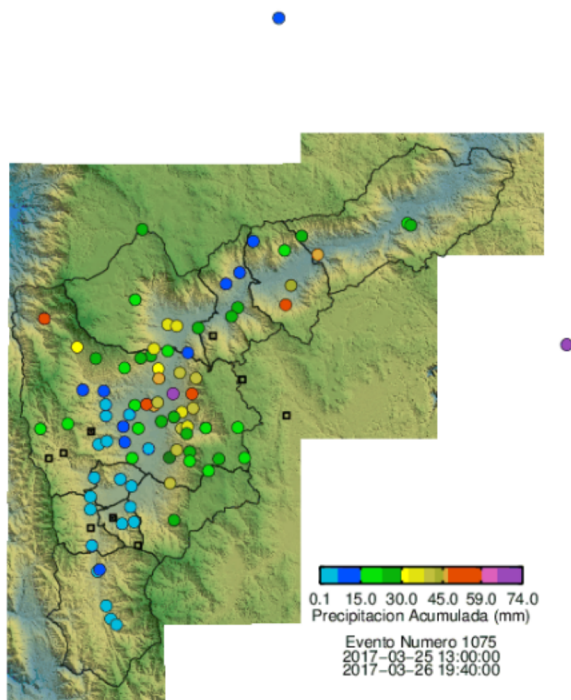 0.1 15.0 30.0 45.0 59.0 74.0
Precipitacion Acumulada (mm)
Evento Numero 1075
2017-03-25 13:00:00
2017-03-26 19:40:00